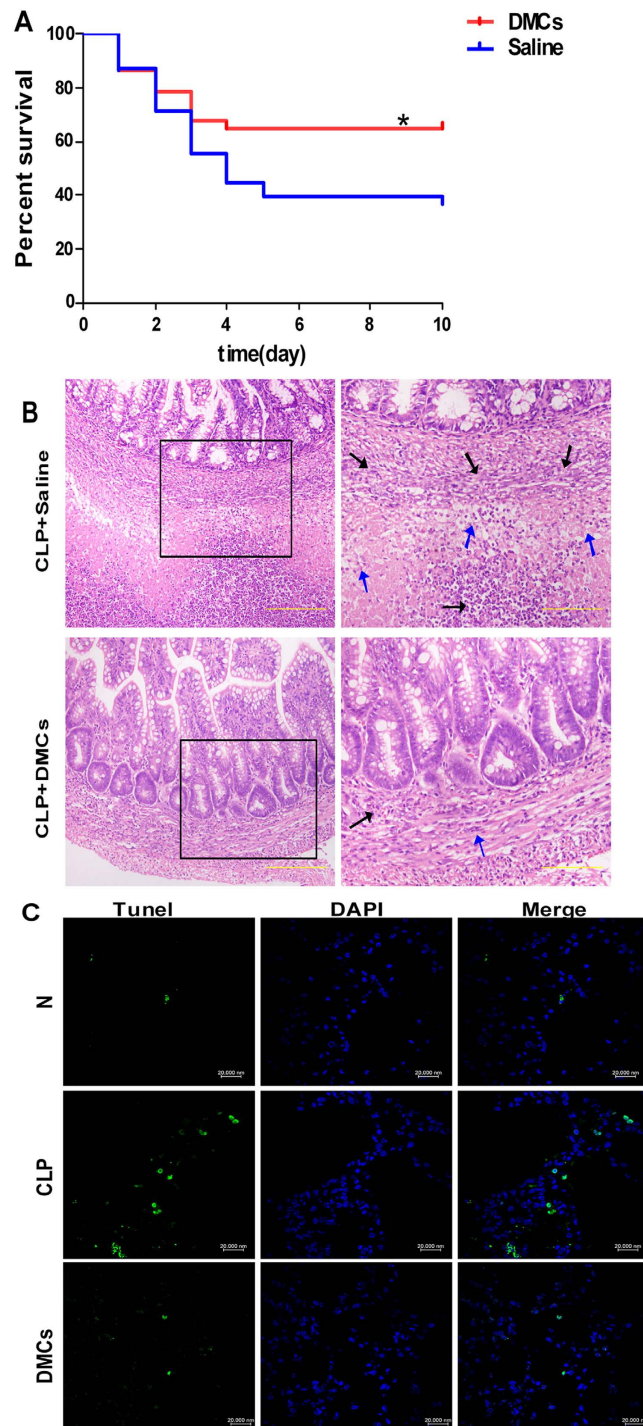 A
DMCs
Saline
*
Percent survival
100
80
60
40
20
0
0 2 4 6 8 10
time(day)
B
CLP+Saline
CLP+DMCs
C
Tunel DAPI Merge
N
20.000 nm 20.000 nm 20.000 nm
CLP
20.000 nm 20.000 nm 20.000 nm
DMCs
20.000 nm 20.000 nm 20.000 nm